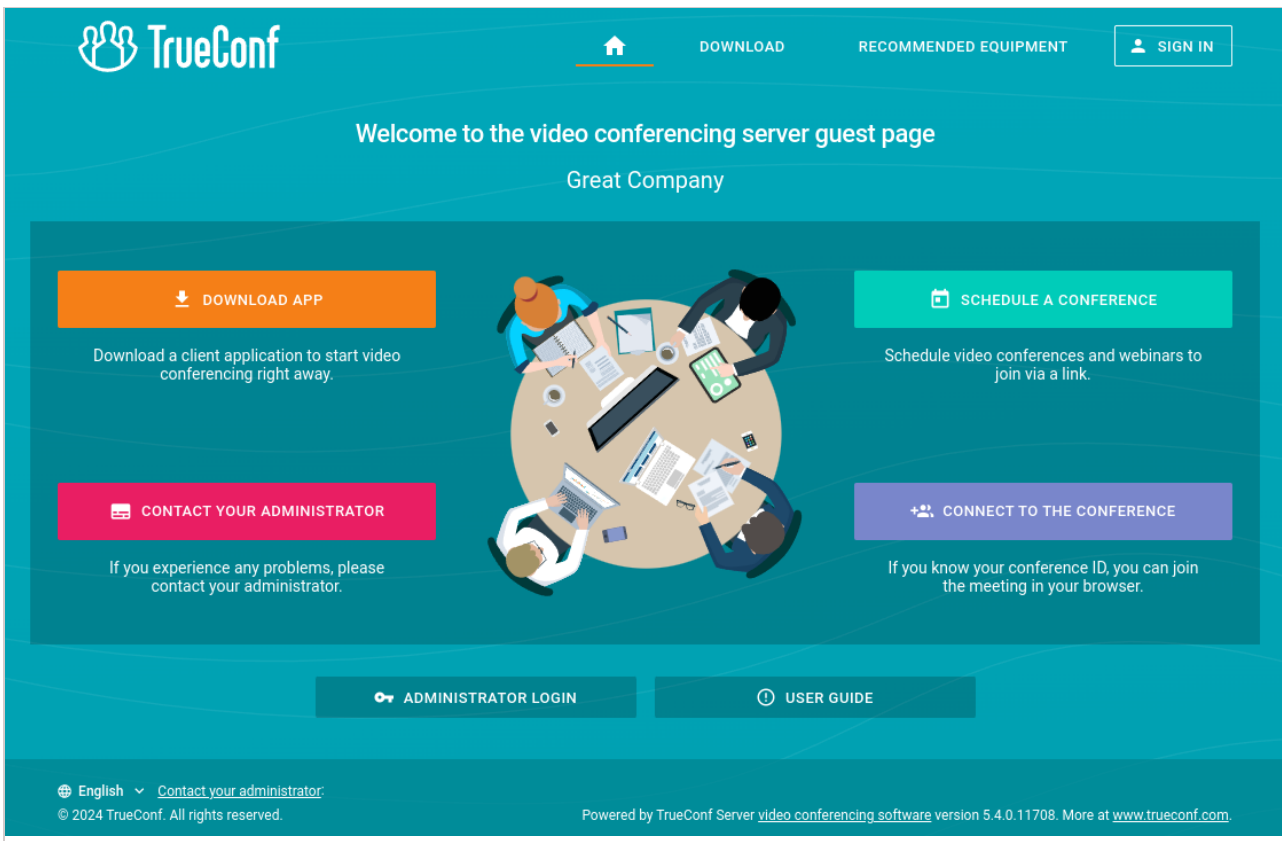 TrueConf
DOWNLOAD
RECOMMENDED EQUIPMENT
SIGN IN
Welcome to the video conferencing server guest page
Great Company
DOWNLOAD APP
Download a client application to start video
conferencing right away.
SCHEDULE A CONFERENCE
Schedule video conferences and webinars to
join via a link.
CONTACT YOUR ADMINISTRATOR
If you experience any problems, please
contact your administrator.
CONNECT TO THE CONFERENCE
If you know your conference ID, you can join
the meeting in your browser.
ADMINISTRATOR LOGIN
USER GUIDE
English Contact your administrator:
© 2024 TrueConf. All rights reserved.
Powered by TrueConf Server video conferencing software version 5.4.0.11708. More at www.trueconf.com.